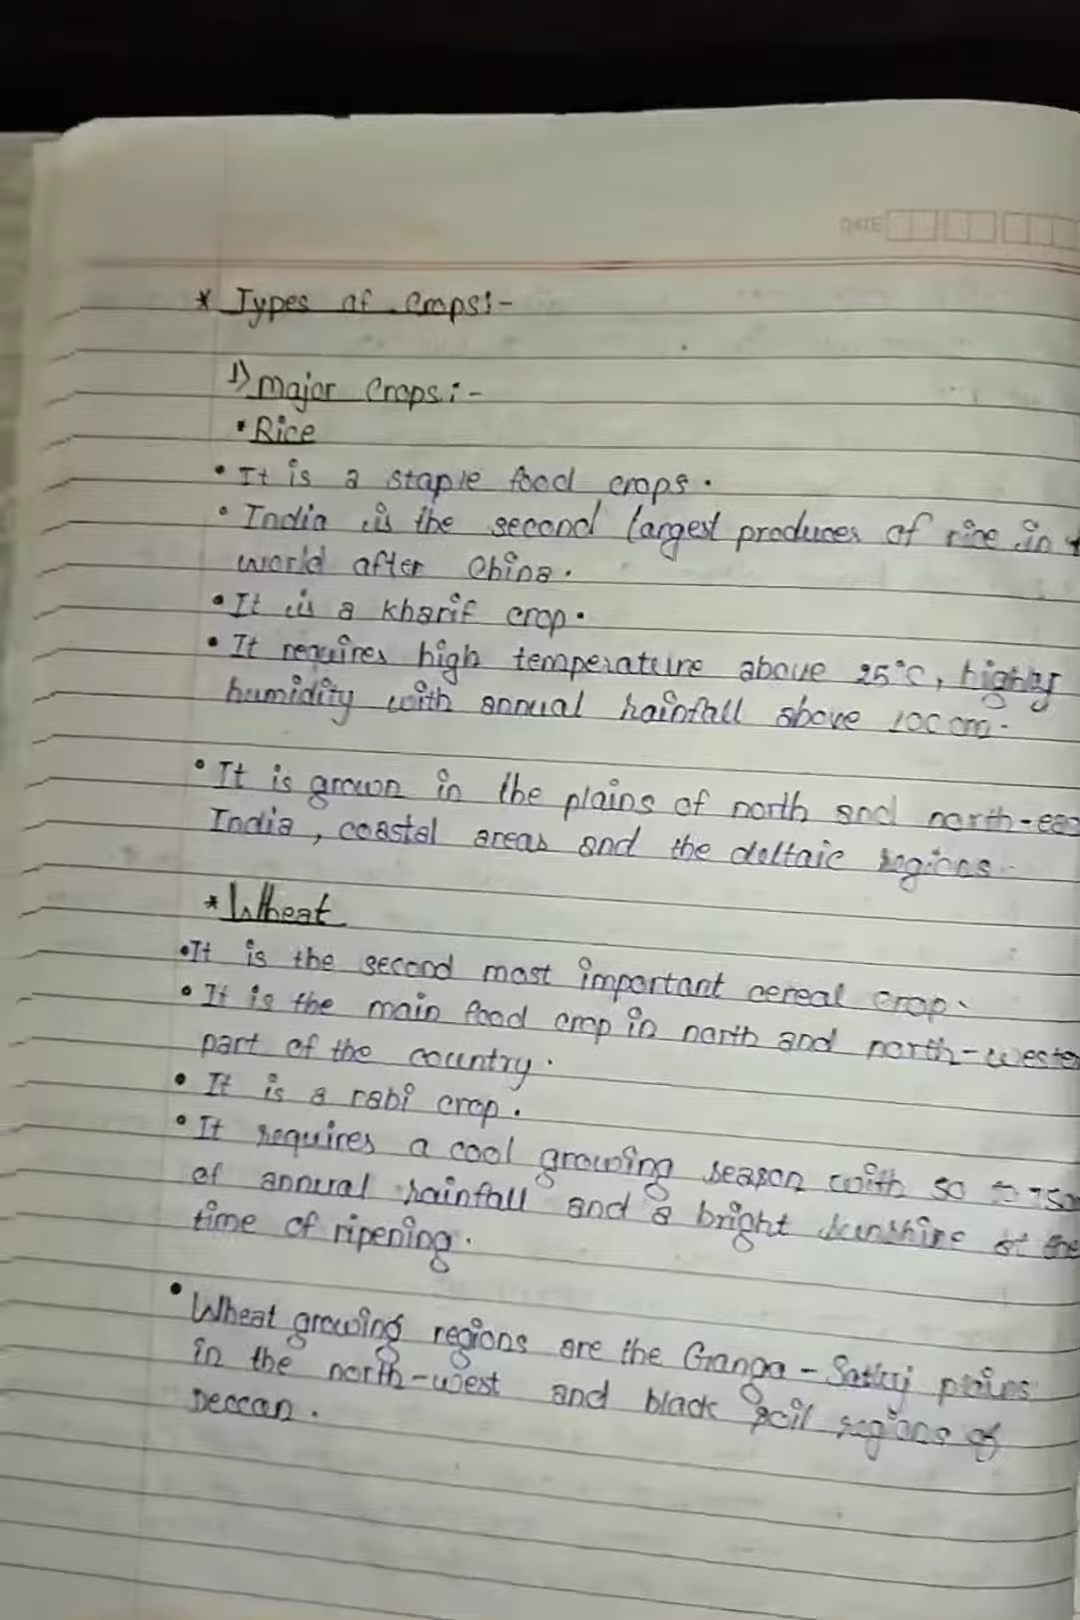 DATE
* Types of crops:-
1) Major Crops:-
• Rice
• It is a staple food crops.
• India is the second largest produces of rice in
world after China.
• It is a kharif crop.
• It requires high temperature above 25°C, highly
humidity with annual rainfall above 100 cm.
• It is grown in the plains of north and north-eas
India, coastal areas and the deltaic regions.
* Wheat
• It is the second most important cereal crop.
• It is the main food crop in north and north-weste
part of the country.
• It is a rabi crop.
• It requires a cool growing season with 50 to 75
of annual rainfall and a bright sunshine at the
time of ripening.
• Wheat growing regions are the Ganga - Satluj plains
in the north-west and black soil regions of
Deccan.